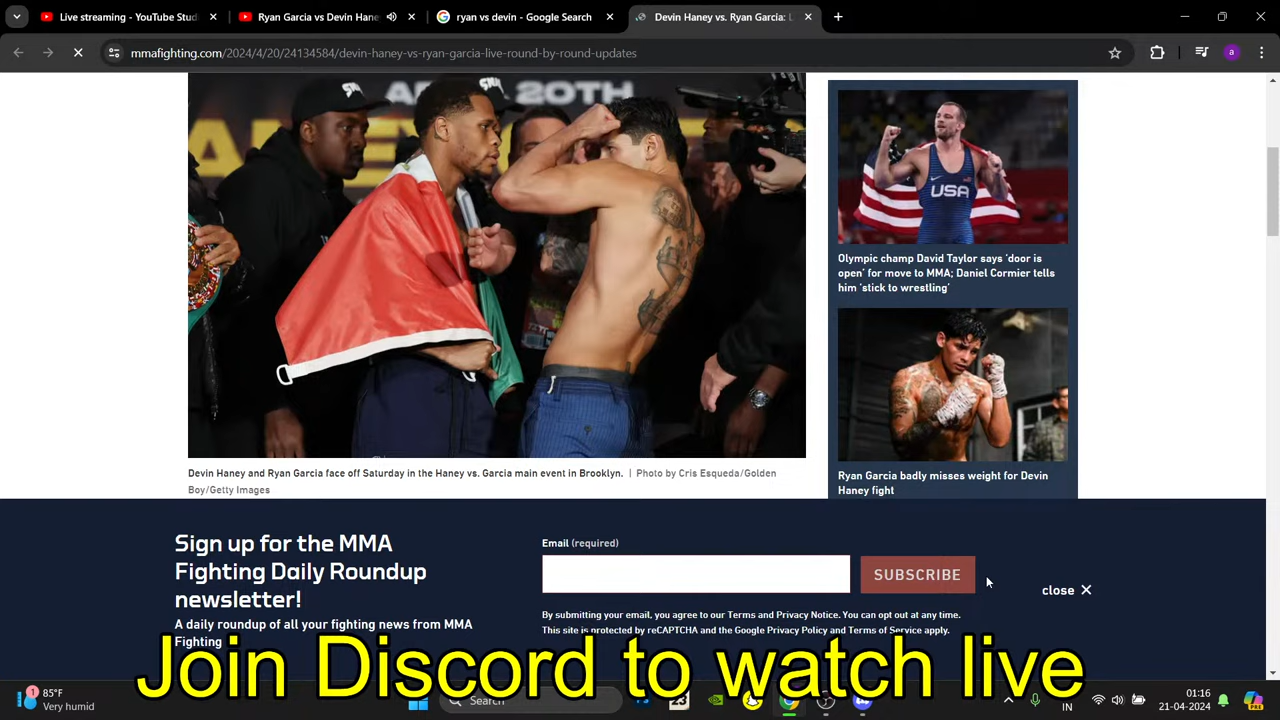 Live streaming - YouTube Stud
Ryan Garcia vs Devin Hane
ryan vs devin - Google Search
Devin Haney vs. Ryan Garcia: L
mmafighting.com/2024/4/20/24134584/devin-haney-vs-ryan-garcia-live-round-by-round-updates
a
APRIL 20TH
USA
Olympic champ David Taylor says ‘door is
open’ for move to MMA; Daniel Cormier tells
him ‘stick to wrestling’
Ryan Garcia badly misses weight for Devin
Haney fight
Devin Haney and Ryan Garcia face off Saturday in the Haney vs. Garcia main event in Brooklyn. | Photo by Cris Esqueda/Golden
Boy/Getty Images
Sign up for the MMA
Fighting Daily Roundup
newsletter!
A daily roundup of all your fighting news from MMA
Fighting
Email (required)
SUBSCRIBE
close
By submitting your email, you agree to our Terms and Privacy Notice. You can opt out at any time.
This site is protected by reCAPTCHA and the Google Privacy Policy and Terms of Service apply.
Join Discord to watch live
1
85°F
Very humid
Search
23
IN
01:16
21-04-2024